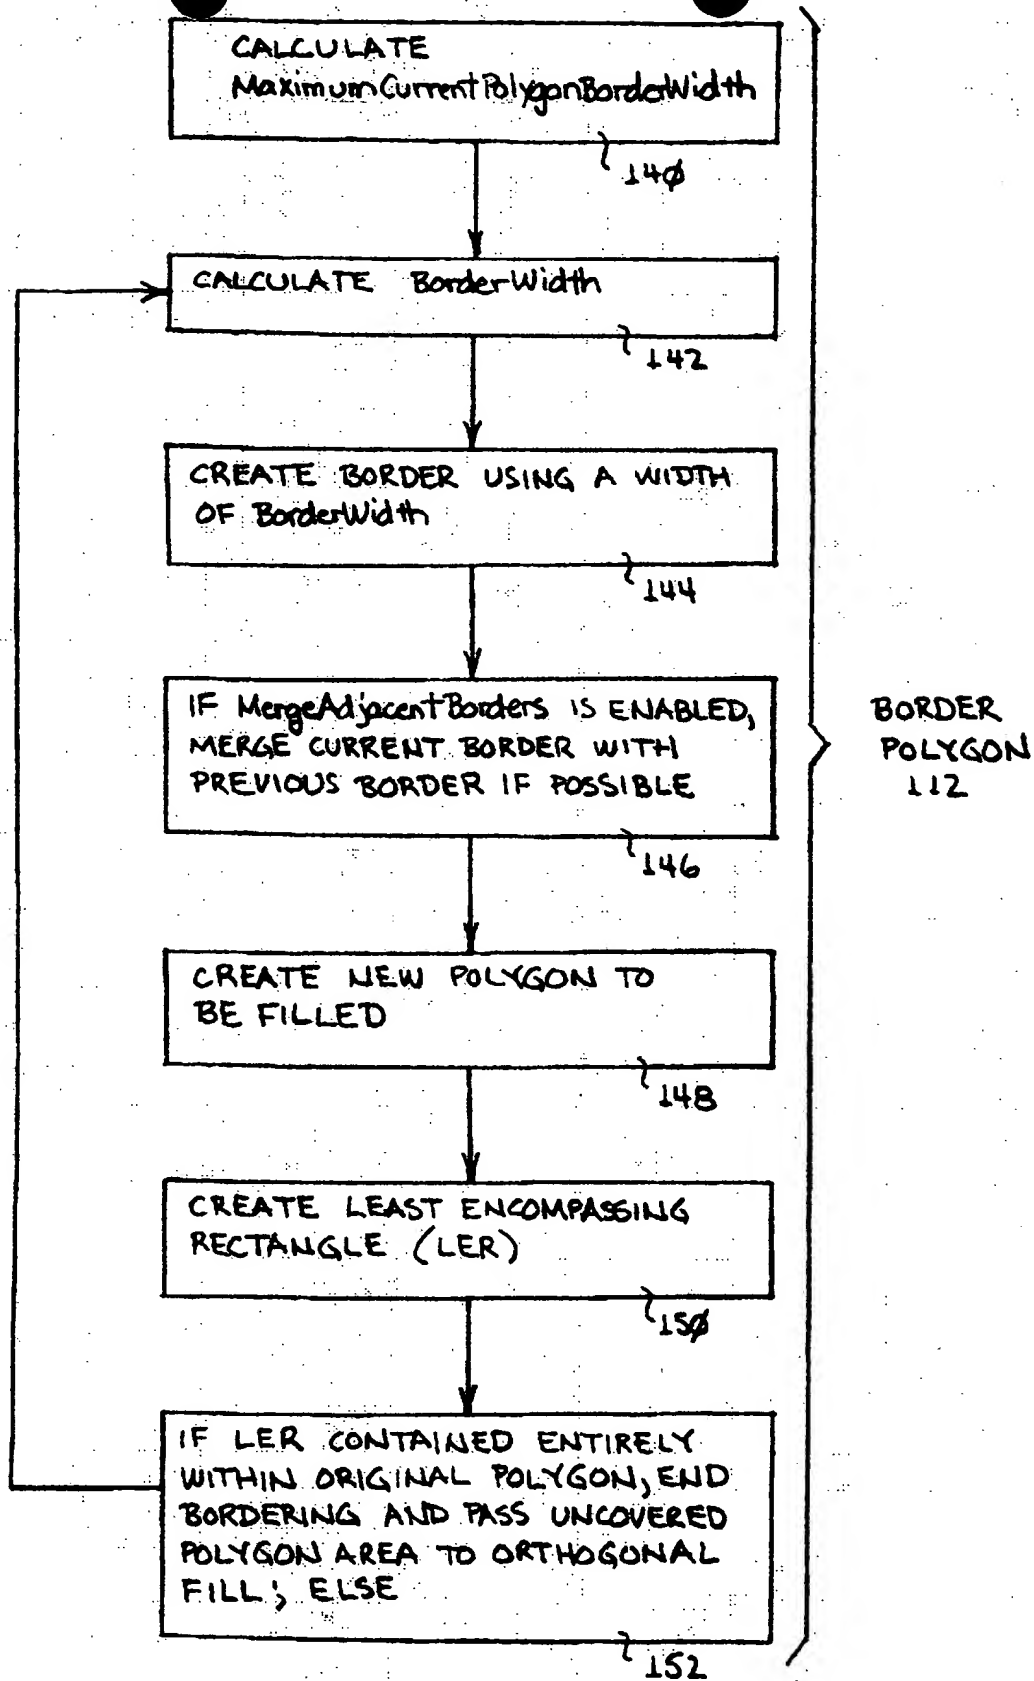 CALCULATE
MaximumCurrentPolygonBorderWidth
140
CALCULATE BorderWidth
142
CREATE BORDER USING A WIDTH
OF BorderWidth
144
IF MergeAdjacentBorders IS ENABLED,
MERGE CURRENT BORDER WITH
PREVIOUS BORDER IF POSSIBLE
146
CREATE NEW POLYGON TO
BE FILLED
148
CREATE LEAST ENCOMPASSING
RECTANGLE (LER)
150
IF LER CONTAINED ENTIRELY
WITHIN ORIGINAL POLYGON, END
BORDERING AND PASS UNCOVERED
POLYGON AREA TO ORTHOGONAL
FILL; ELSE
152
BORDER
POLYGON
112